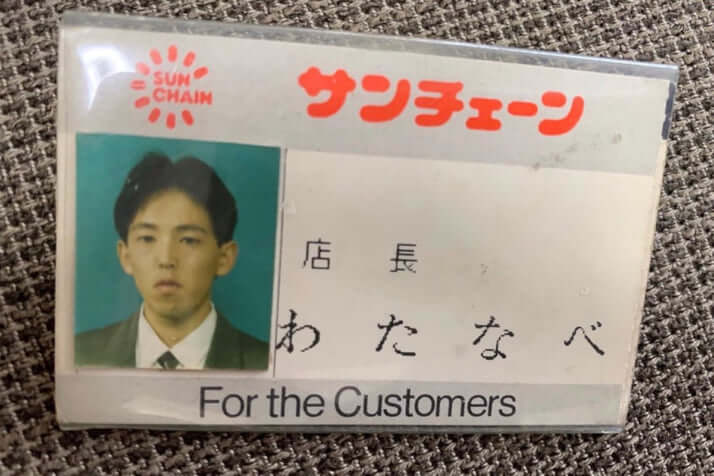 SUN
CHAIN
サンチェーン
店長
わたなべ
For the Customers